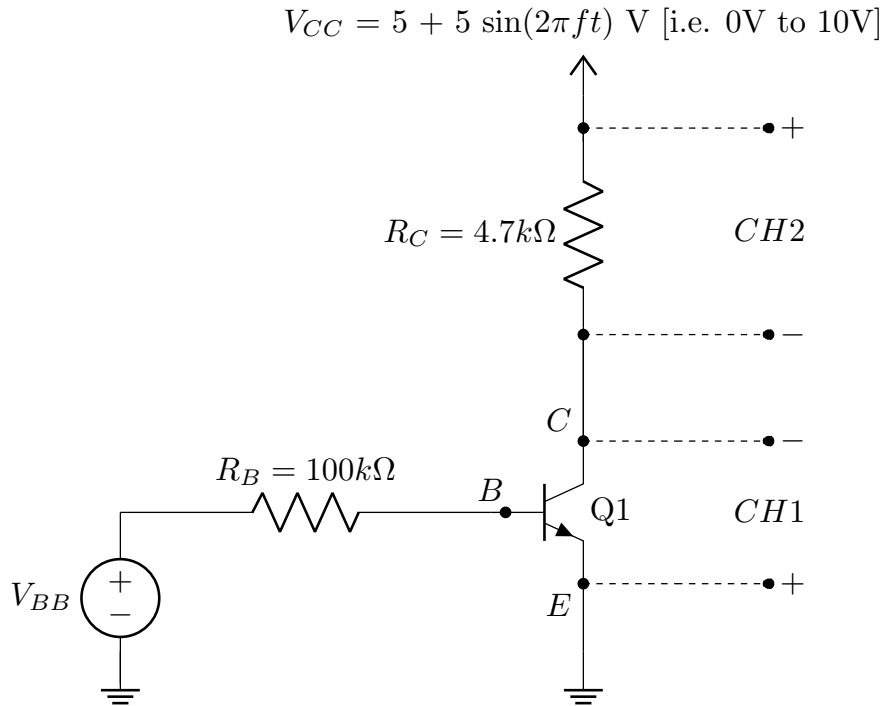 V_{CC} = 5 + 5 sin(2πft) V [i.e. 0V to 10V]
+
R_C = 4.7kΩ
CH2
−
C
−
R_B = 100kΩ
B
Q1
CH1
V_{BB}
+
−
E
+